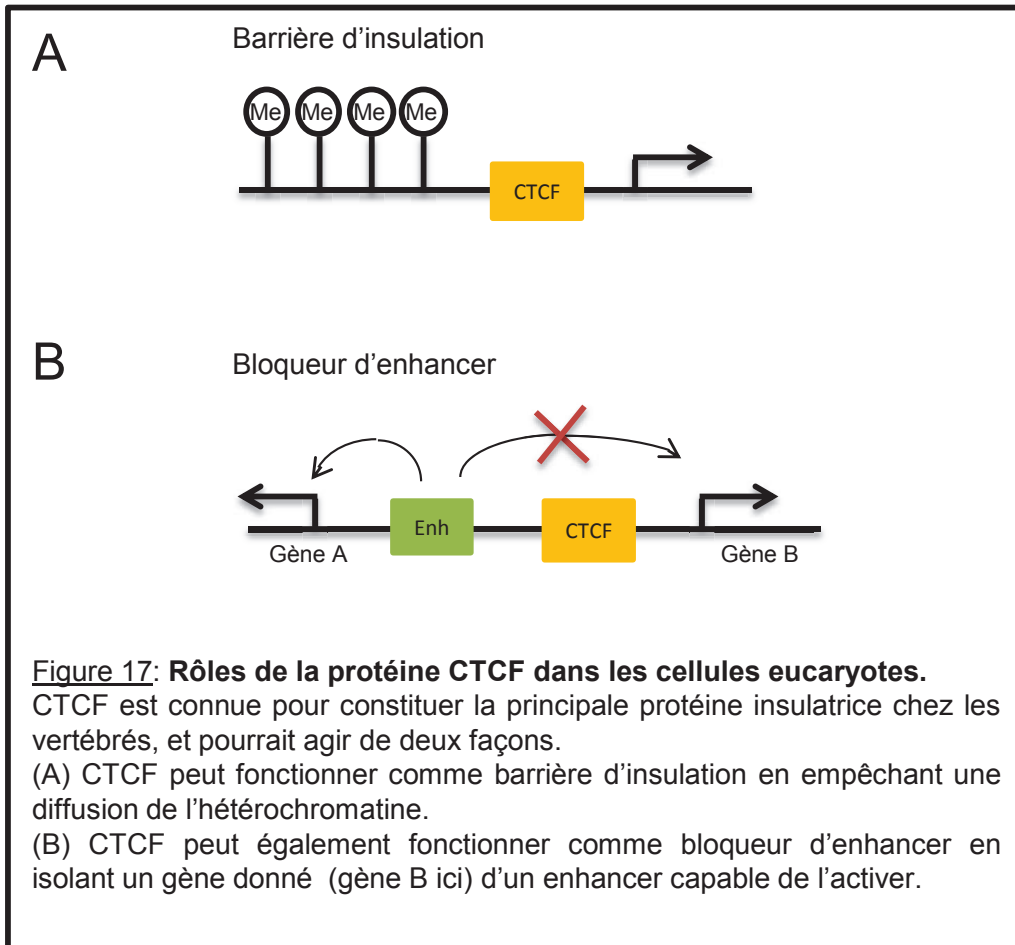 A
Barrière d'insulation
Me Me Me Me
CTCF
B
Bloqueur d'enhancer
Enh
CTCF
Gène A
Gène B
Figure 17: Rôles de la protéine CTCF dans les cellules eucaryotes.
CTCF est connue pour constituer la principale protéine insulatrice chez les
vertébrés, et pourrait agir de deux façons.
(A) CTCF peut fonctionner comme barrière d'insulation en empêchant une
diffusion de l'hétérochromatine.
(B) CTCF peut également fonctionner comme bloqueur d'enhancer en
isolant un gène donné (gène B ici) d'un enhancer capable de l'activer.